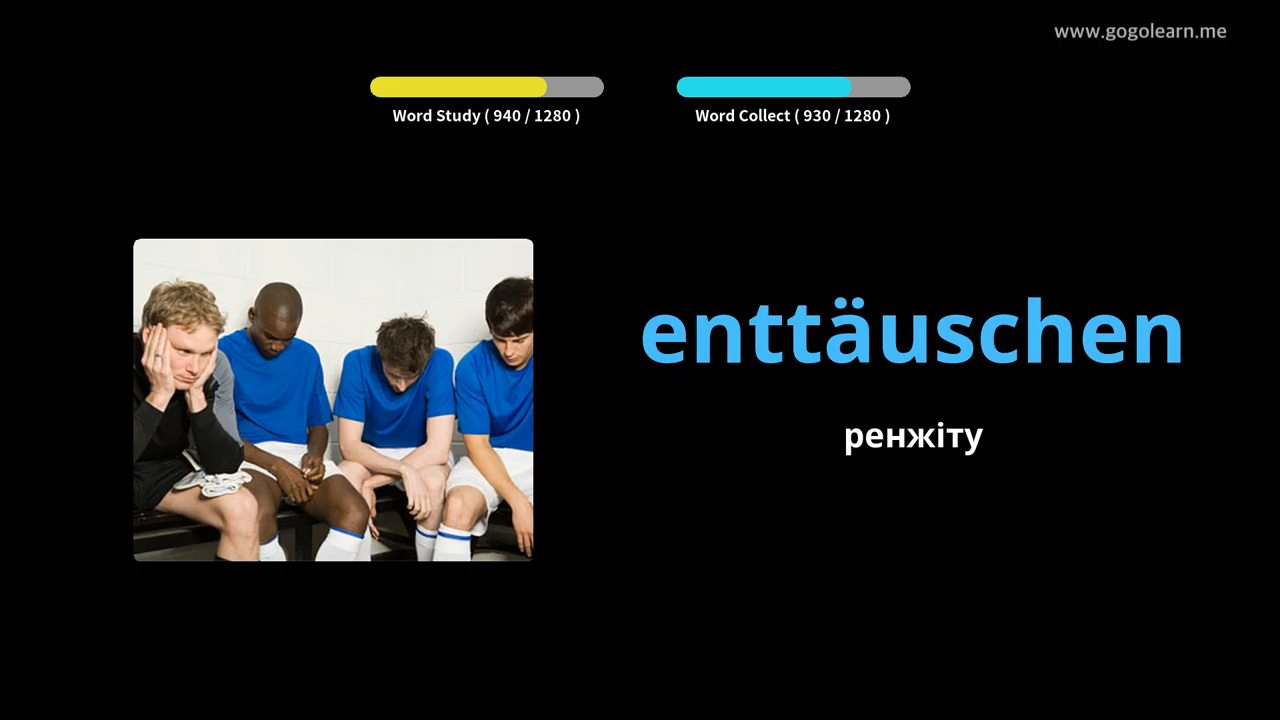 www.gogolearn.me
Word Study ( 940 / 1280 )
Word Collect ( 930 / 1280 )
enttäuschen
ренжіту